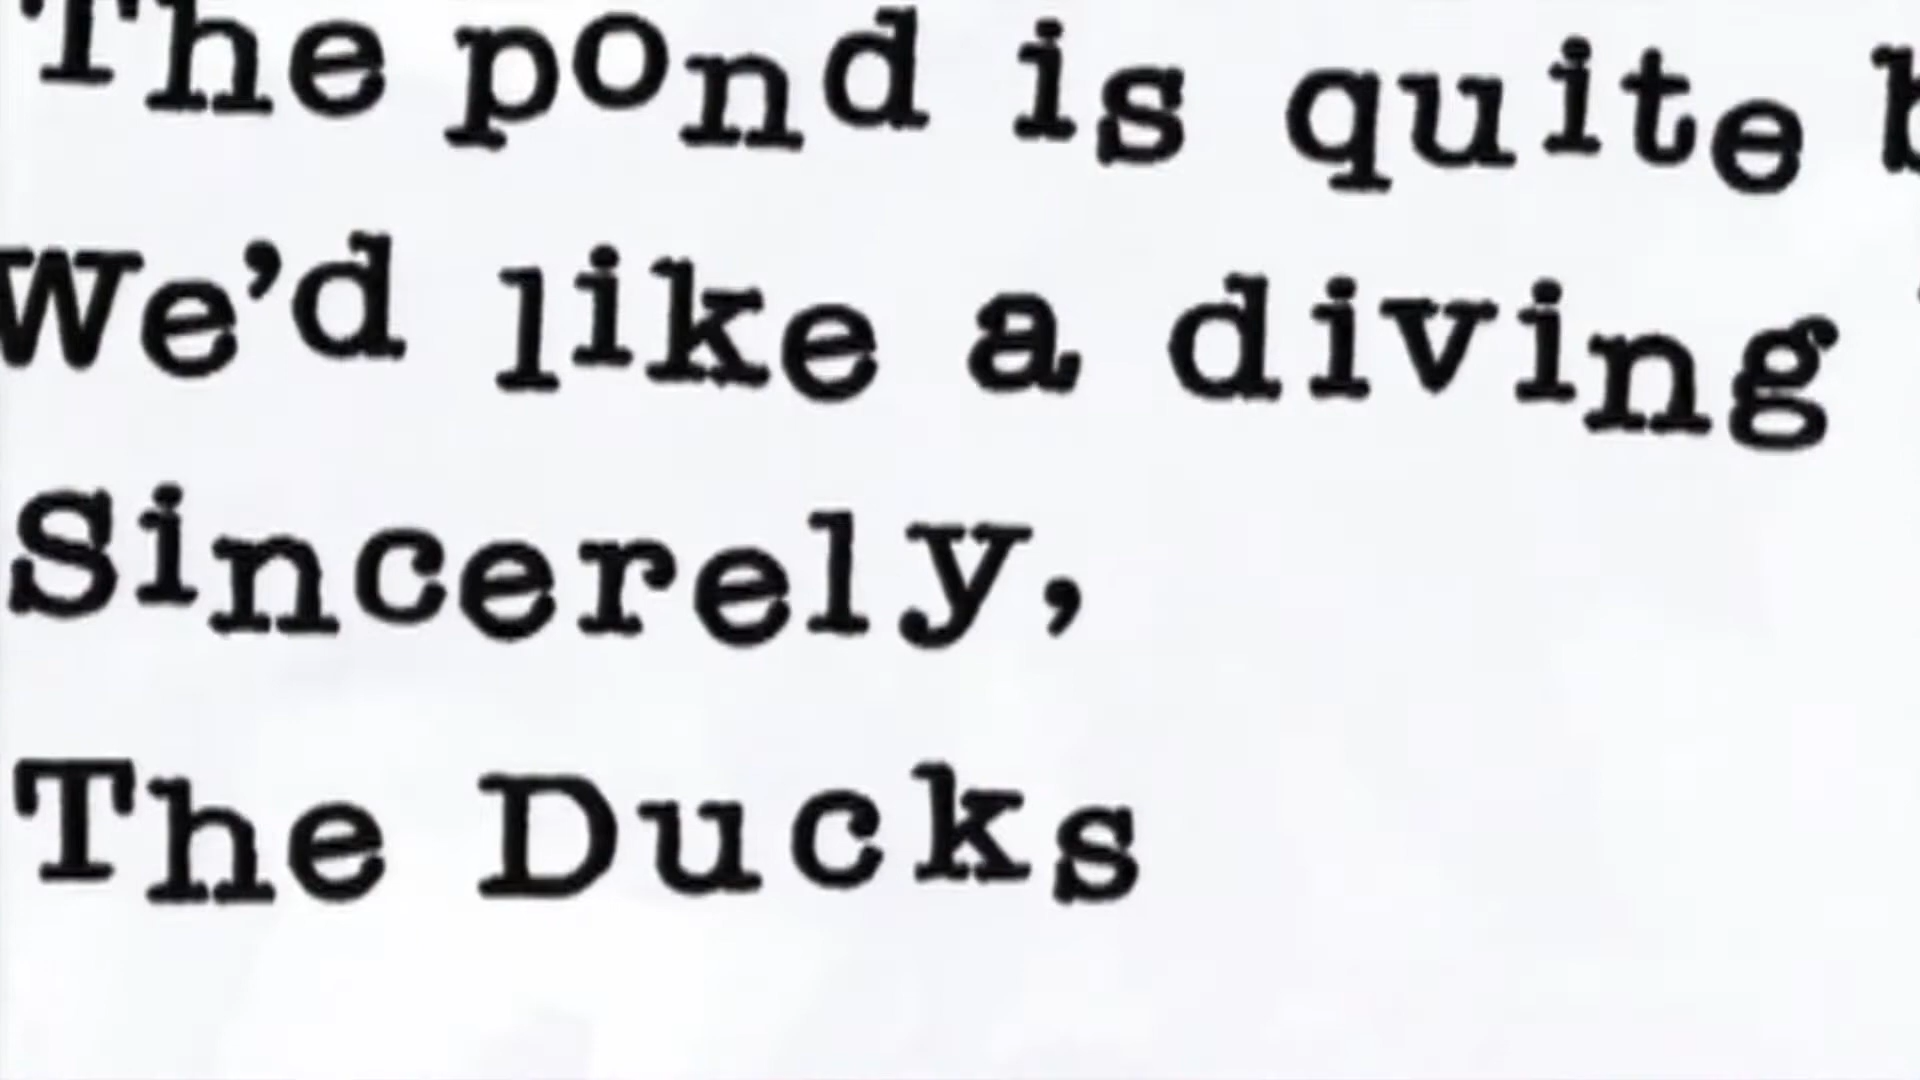 The pond is quite b
We'd like a diving
Sincerely,
The Ducks